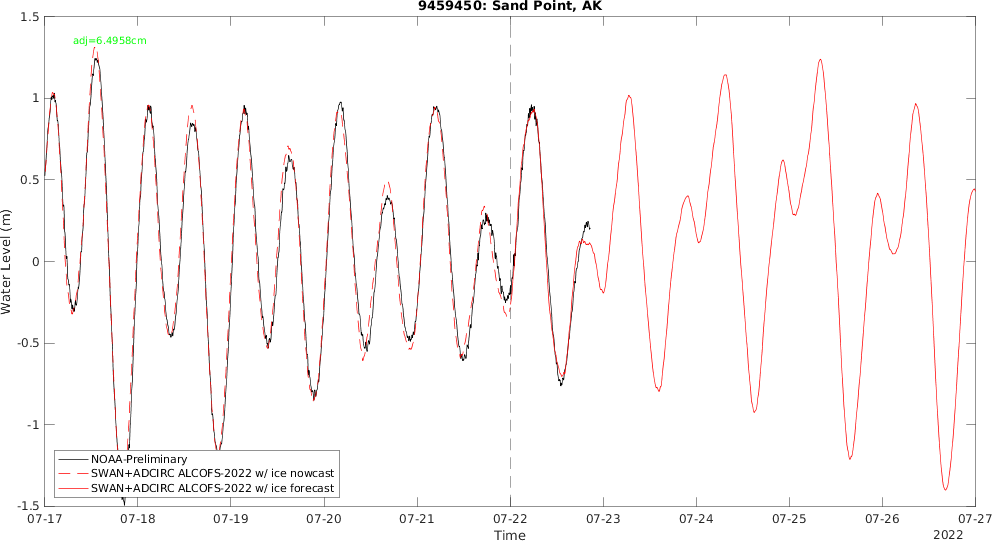 9459450: Sand Point, AK
adj=6.4958cm
Water Level (m)
1.5
1
0.5
0
-0.5
-1
-1.5
NOAA-Preliminary
SWAN+ADCIRC ALCOFS-2022 w/ ice nowcast
SWAN+ADCIRC ALCOFS-2022 w/ ice forecast
07-17 07-18 07-19 07-20 07-21 07-22 07-23 07-24 07-25 07-26 07-27
Time
2022